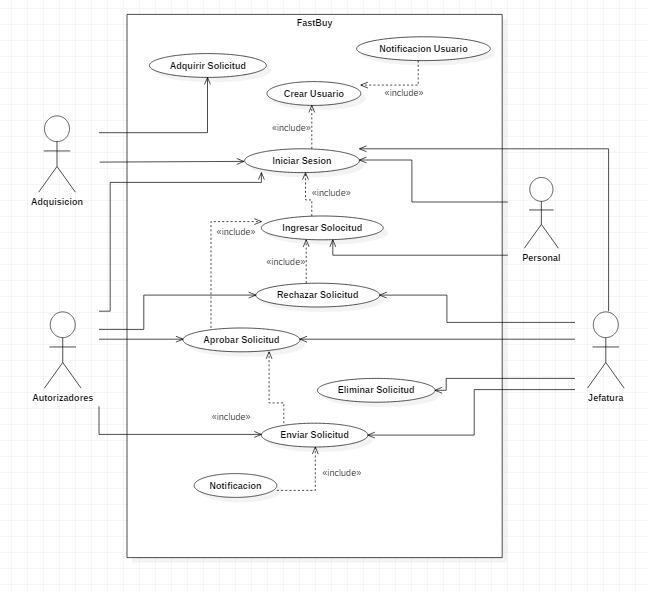 FastBuy
Notificacion Usuario
Adquirir Solicitud
Crear Usuario
«include»
«include»
Iniciar Sesion
Adquisicion
«include»
Ingresar Solocitud
«include»
Personal
«include»
Rechazar Solicitud
Aprobar Solicitud
Eliminar Solicitud
Autorizadores
Jefatura
«include»
Enviar Solicitud
«include»
Notificacion